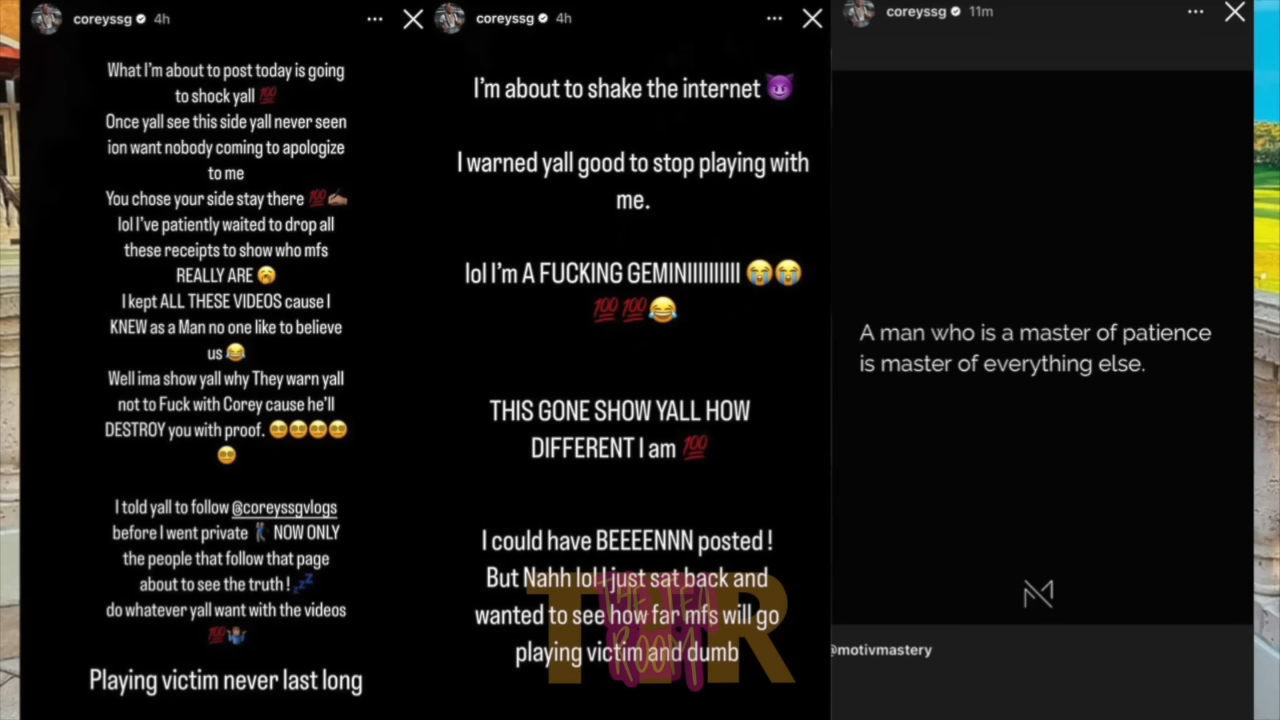 coreyssg 4h
What I'm about to post today is going
to shock yall 💯
Once yall see this side yall never seen
ion want nobody coming to apologize
to me
You chose your side stay there 💯✍🏽
lol I've patiently waited to drop all
these receipts to show who mfs
REALLY ARE 🥱
I kept ALL THESE VIDEOS cause I
KNEW as a Man no one like to believe
us 😂
Well ima show yall why They warn yall
not to Fuck with Corey cause he'll
DESTROY you with proof. 😵‍💫😵‍💫😵‍💫😵‍💫
😵‍💫
I told yall to follow @coreyssgvlogs
before I went private 🚶🏽‍♂️ NOW ONLY
the people that follow that page
about to see the truth ! 💤
do whatever yall want with the videos
💯🤷🏽‍♂️
Playing victim never last long
coreyssg 4h
I'm about to shake the internet 😈
I warned yall good to stop playing with
me.
lol I'm A FUCKING GEMINIIIIIIIIII 😭😭
💯💯😂
THIS GONE SHOW YALL HOW
DIFFERENT I am 💯
I could have BEEEENNN posted !
But Nahh lol I just sat back and
wanted to see how far mfs will go
playing victim and dumb
TTR
THE TEA
ROOM
coreyssg 11m
A man who is a master of patience
is master of everything else.
M
@motivmastery